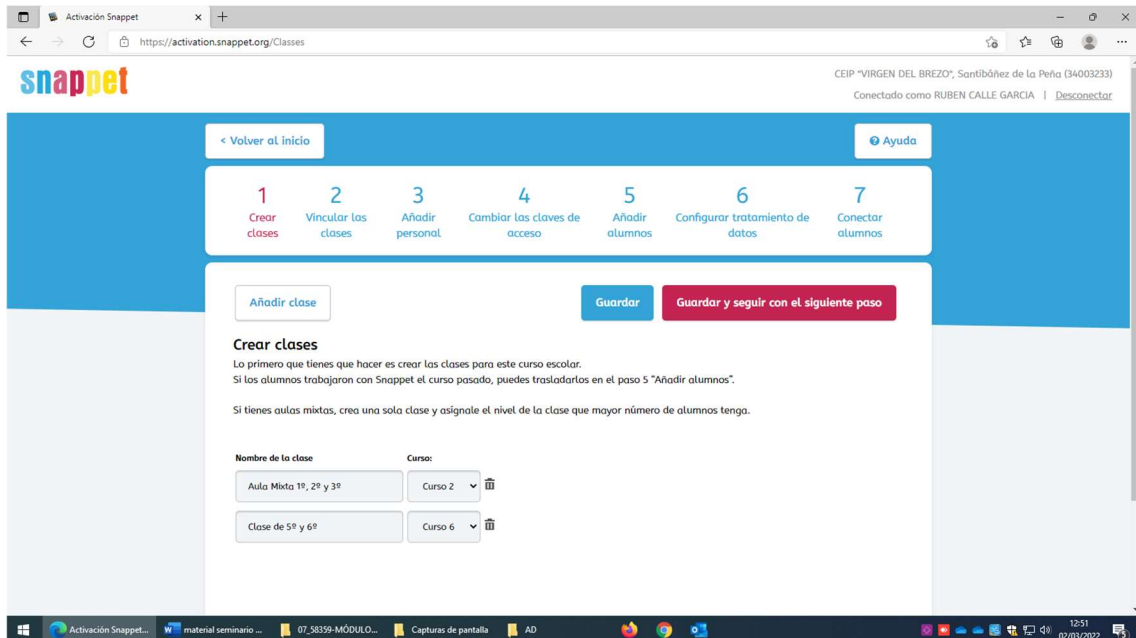 Activación Snappet
https://activation.snappet.org/Classes
snappet
CEIP "VIRGEN DEL BREZO", Santibáñez de la Peña (34003233)
Conectado como RUBEN CALLE GARCIA | Desconectar
< Volver al inicio
Ayuda
1 Crear clases
2 Vincular las clases
3 Añadir personal
4 Cambiar las claves de acceso
5 Añadir alumnos
6 Configurar tratamiento de datos
7 Conectar alumnos
Añadir clase
Guardar
Guardar y seguir con el siguiente paso
Crear clases
Lo primero que tienes que hacer es crear las clases para este curso escolar.
Si los alumnos trabajaron con Snappet el curso pasado, puedes trasladarlos en el paso 5 "Añadir alumnos".
Si tienes aulas mixtas, crea una sola clase y asígnale el nivel de la clase que mayor número de alumnos tenga.
Nombre de la clase Curso:
Aula Mixta 1º, 2º y 3º Curso 2
Clase de 5º y 6º Curso 6
Activación Snappet... material seminario ... 07_58359-MÓDULO... Capturas de pantalla AD
12:51
02/03/2022